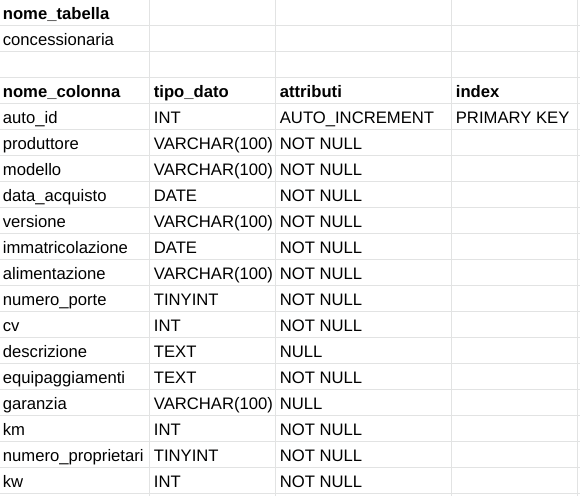 nome_tabella
concessionaria
nome_colonna tipo_dato attributi index
auto_id INT AUTO_INCREMENT PRIMARY KEY
produttore VARCHAR(100) NOT NULL
modello VARCHAR(100) NOT NULL
data_acquisto DATE NOT NULL
versione VARCHAR(100) NOT NULL
immatricolazione DATE NOT NULL
alimentazione VARCHAR(100) NOT NULL
numero_porte TINYINT NOT NULL
cv INT NOT NULL
descrizione TEXT NULL
equipaggiamenti TEXT NOT NULL
garanzia VARCHAR(100) NULL
km INT NOT NULL
numero_proprietari TINYINT NOT NULL
kw INT NOT NULL